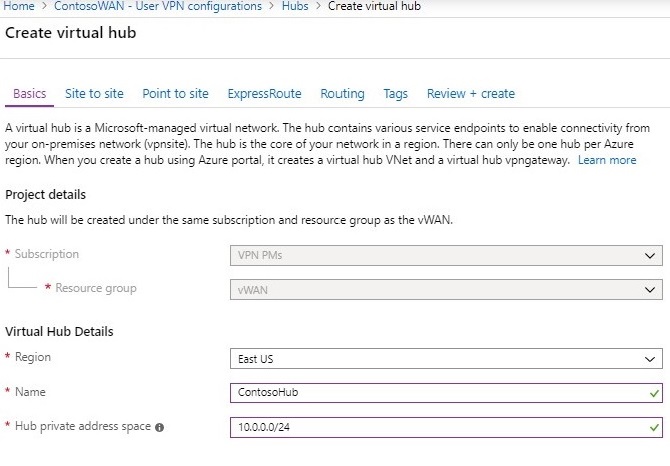 Home > ContosoWAN - User VPN configurations > Hubs > Create virtual hub
Create virtual hub
Basics Site to site Point to site ExpressRoute Routing Tags Review + create
A virtual hub is a Microsoft-managed virtual network. The hub contains various service endpoints to enable connectivity from
your on-premises network (vpnsite). The hub is the core of your network in a region. There can only be one hub per Azure
region. When you create a hub using Azure portal, it creates a virtual hub VNet and a virtual hub vpngateway. Learn more
Project details
The hub will be created under the same subscription and resource group as the vWAN.
* Subscription VPN PMs
* Resource group vWAN
Virtual Hub Details
* Region East US
* Name ContosoHub
* Hub private address space 10.0.0.0/24